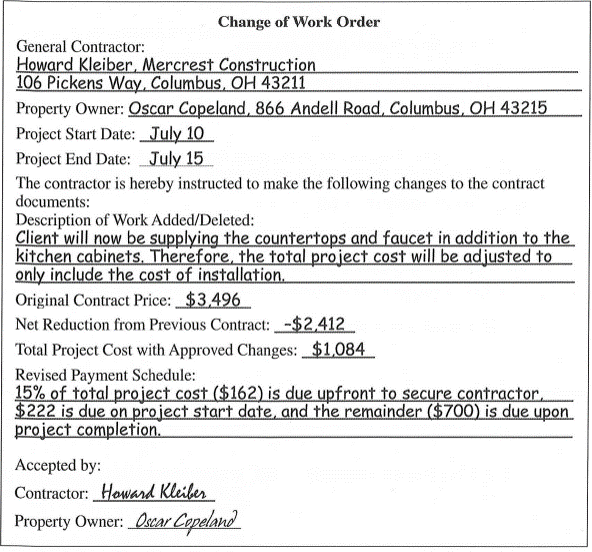 Change of Work Order
General Contractor:
Howard Kleiber, Mercrest Construction
106 Pickens Way, Columbus, OH 43211
Property Owner: Oscar Copeland, 866 Andell Road, Columbus, OH 43215
Project Start Date: July 10
Project End Date: July 15
The contractor is hereby instructed to make the following changes to the contract
documents:
Description of Work Added/Deleted:
Client will now be supplying the countertops and faucet in addition to the
kitchen cabinets. Therefore, the total project cost will be adjusted to
only include the cost of installation.
Original Contract Price: $3,496
Net Reduction from Previous Contract: -$2,412
Total Project Cost with Approved Changes: $1,084
Revised Payment Schedule:
15% of total project cost ($162) is due upfront to secure contractor,
$222 is due on project start date, and the remainder ($700) is due upon
project completion.
Accepted by:
Contractor: Howard Kleiber
Property Owner: Oscar Copeland